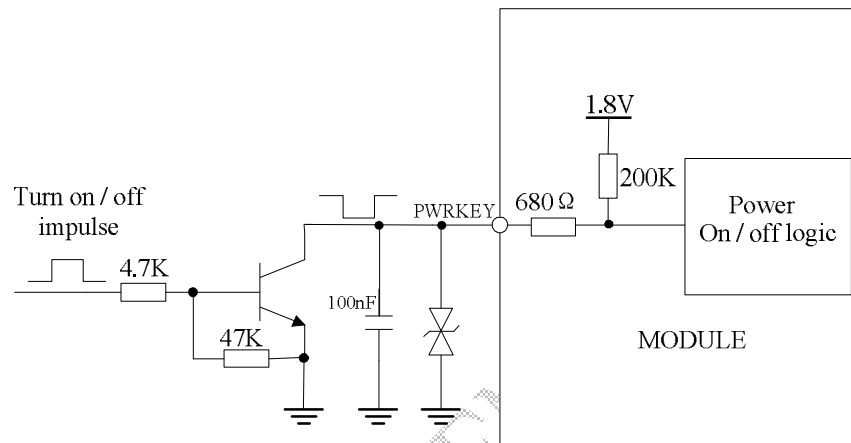 1.8V
Turn on / off
impulse
4.7K
47K
100nF
PWRKEY
680 Ω
200K
Power
On / off logic
MODULE